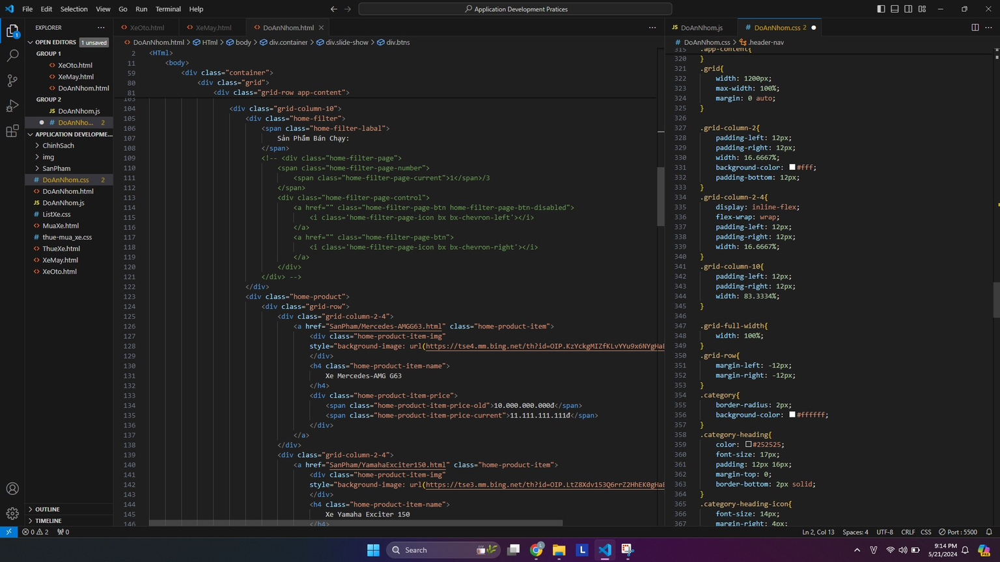 File Edit Selection View Go Run Terminal Help
Application Development Pratices
EXPLORER
OPEN EDITORS 1 unsaved
GROUP 1
XeOto.html
XeMay.html
DoAnNhom.html
GROUP 2
JS DoAnNhom.js
# DoAnNho... 2
APPLICATION DEVELOPME...
ChinhSach
img
SanPham
# DoAnNhom.css 2
DoAnNhom.html
JS DoAnNhom.js
# ListXe.css
MuaXe.html
# thue-mua_xe.css
ThueXe.html
XeMay.html
XeOto.html
OUTLINE
TIMELINE
XeOto.html XeMay.html DoAnNhom.html
DoAnNhom.html > HTml > body > div.container > div.slide-show > div.btns
2 <HTml>
11 <body>
59 <div class="container">
80 <div class="grid">
81 <div class="grid-row app-content">
103
104 <div class="grid-column-10">
105 <div class="home-filter">
106 <span class="home-filter-labal">
107 Sản Phẩm Bán Chạy:
108 </span>
109 <!-- <div class="home-filter-page">
110 <span class="home-filter-page-number">
111 <span class="home-filter-page-current">1</span>/3
112 </span>
113 <div class="home-filter-page-control">
114 <a href="" class="home-filter-page-btn home-filter-page-btn-disabled">
115 <i class='home-filter-page-icon bx bx-chevron-left'></i>
116 </a>
117 <a href="" class="home-filter-page-btn">
118 <i class='home-filter-page-icon bx bx-chevron-right'></i>
119 </a>
120 </div>
121 </div> -->
122 </div>
123 <div class="home-product">
124 <div class="grid-row">
125 <div class="grid-column-2-4">
126 <a href="SanPham/Mercedes-AMGG63.html" class="home-product-item">
127 <div class="home-product-item-img"
128 style="background-image: url(https://tse4.mm.bing.net/th?id=OIP.KzYckgMIZfKLvYYu9x6NYgHaE
129 </div>
130 <h4 class="home-product-item-name">
131 Xe Mercedes-AMG G63
132 </h4>
133 <div class="home-product-item-price">
134 <span class="home-product-item-price-old">10.000.000.000đ</span>
135 <span class="home-product-item-price-current">11.111.111.111đ</span>
136 </div>
137 </a>
138 </div>
139 <div class="grid-column-2-4">
140 <a href="SanPham/YamahaExciter150.html" class="home-product-item">
141 <div class="home-product-item-img"
142 style="background-image: url(https://tse3.mm.bing.net/th?id=OIP.LtZ8Xdv153Q6rrZ2HhEK0gHaE
143 </div>
144 <h4 class="home-product-item-name">
145 Xe Yamaha Exciter 150
146 </h4>
JS DoAnNhom.js # DoAnNhom.css 2
# DoAnNhom.css > .header-nav
315 .app-content{
320 }
321 .grid{
322 width: 1200px;
323 max-width: 100%;
324 margin: 0 auto;
325 }
326
327 .grid-column-2{
328 padding-left: 12px;
329 padding-right: 12px;
330 width: 16.6667%;
331 background-color: #fff;
332 padding-bottom: 12px;
333 }
334 .grid-column-2-4{
335 display: inline-flex;
336 flex-wrap: wrap;
337 padding-left: 12px;
338 padding-right: 12px;
339 width: 16.6667%;
340 }
341 .grid-column-10{
342 padding-left: 12px;
343 padding-right: 12px;
344 width: 83.3334%;
345 }
346
347 .grid-full-width{
348 width: 100%;
349 }
350 .grid-row{
351 margin-left: -12px;
352 margin-right: -12px;
353 }
354 .category{
355 border-radius: 2px;
356 background-color: #ffffff;
357 }
358 .category-heading{
359 color: #252525;
360 font-size: 17px;
361 padding: 12px 16px;
362 margin-top: 0;
363 border-bottom: 2px solid;
364 }
365 .category-heading-icon{
366 font-size: 14px;
367 margin-right: 4px;
0 2 0 Ln 2, Col 13 Spaces: 4 UTF-8 CRLF CSS Port : 5500
Search
L
V
9:14 PM
5/21/2024